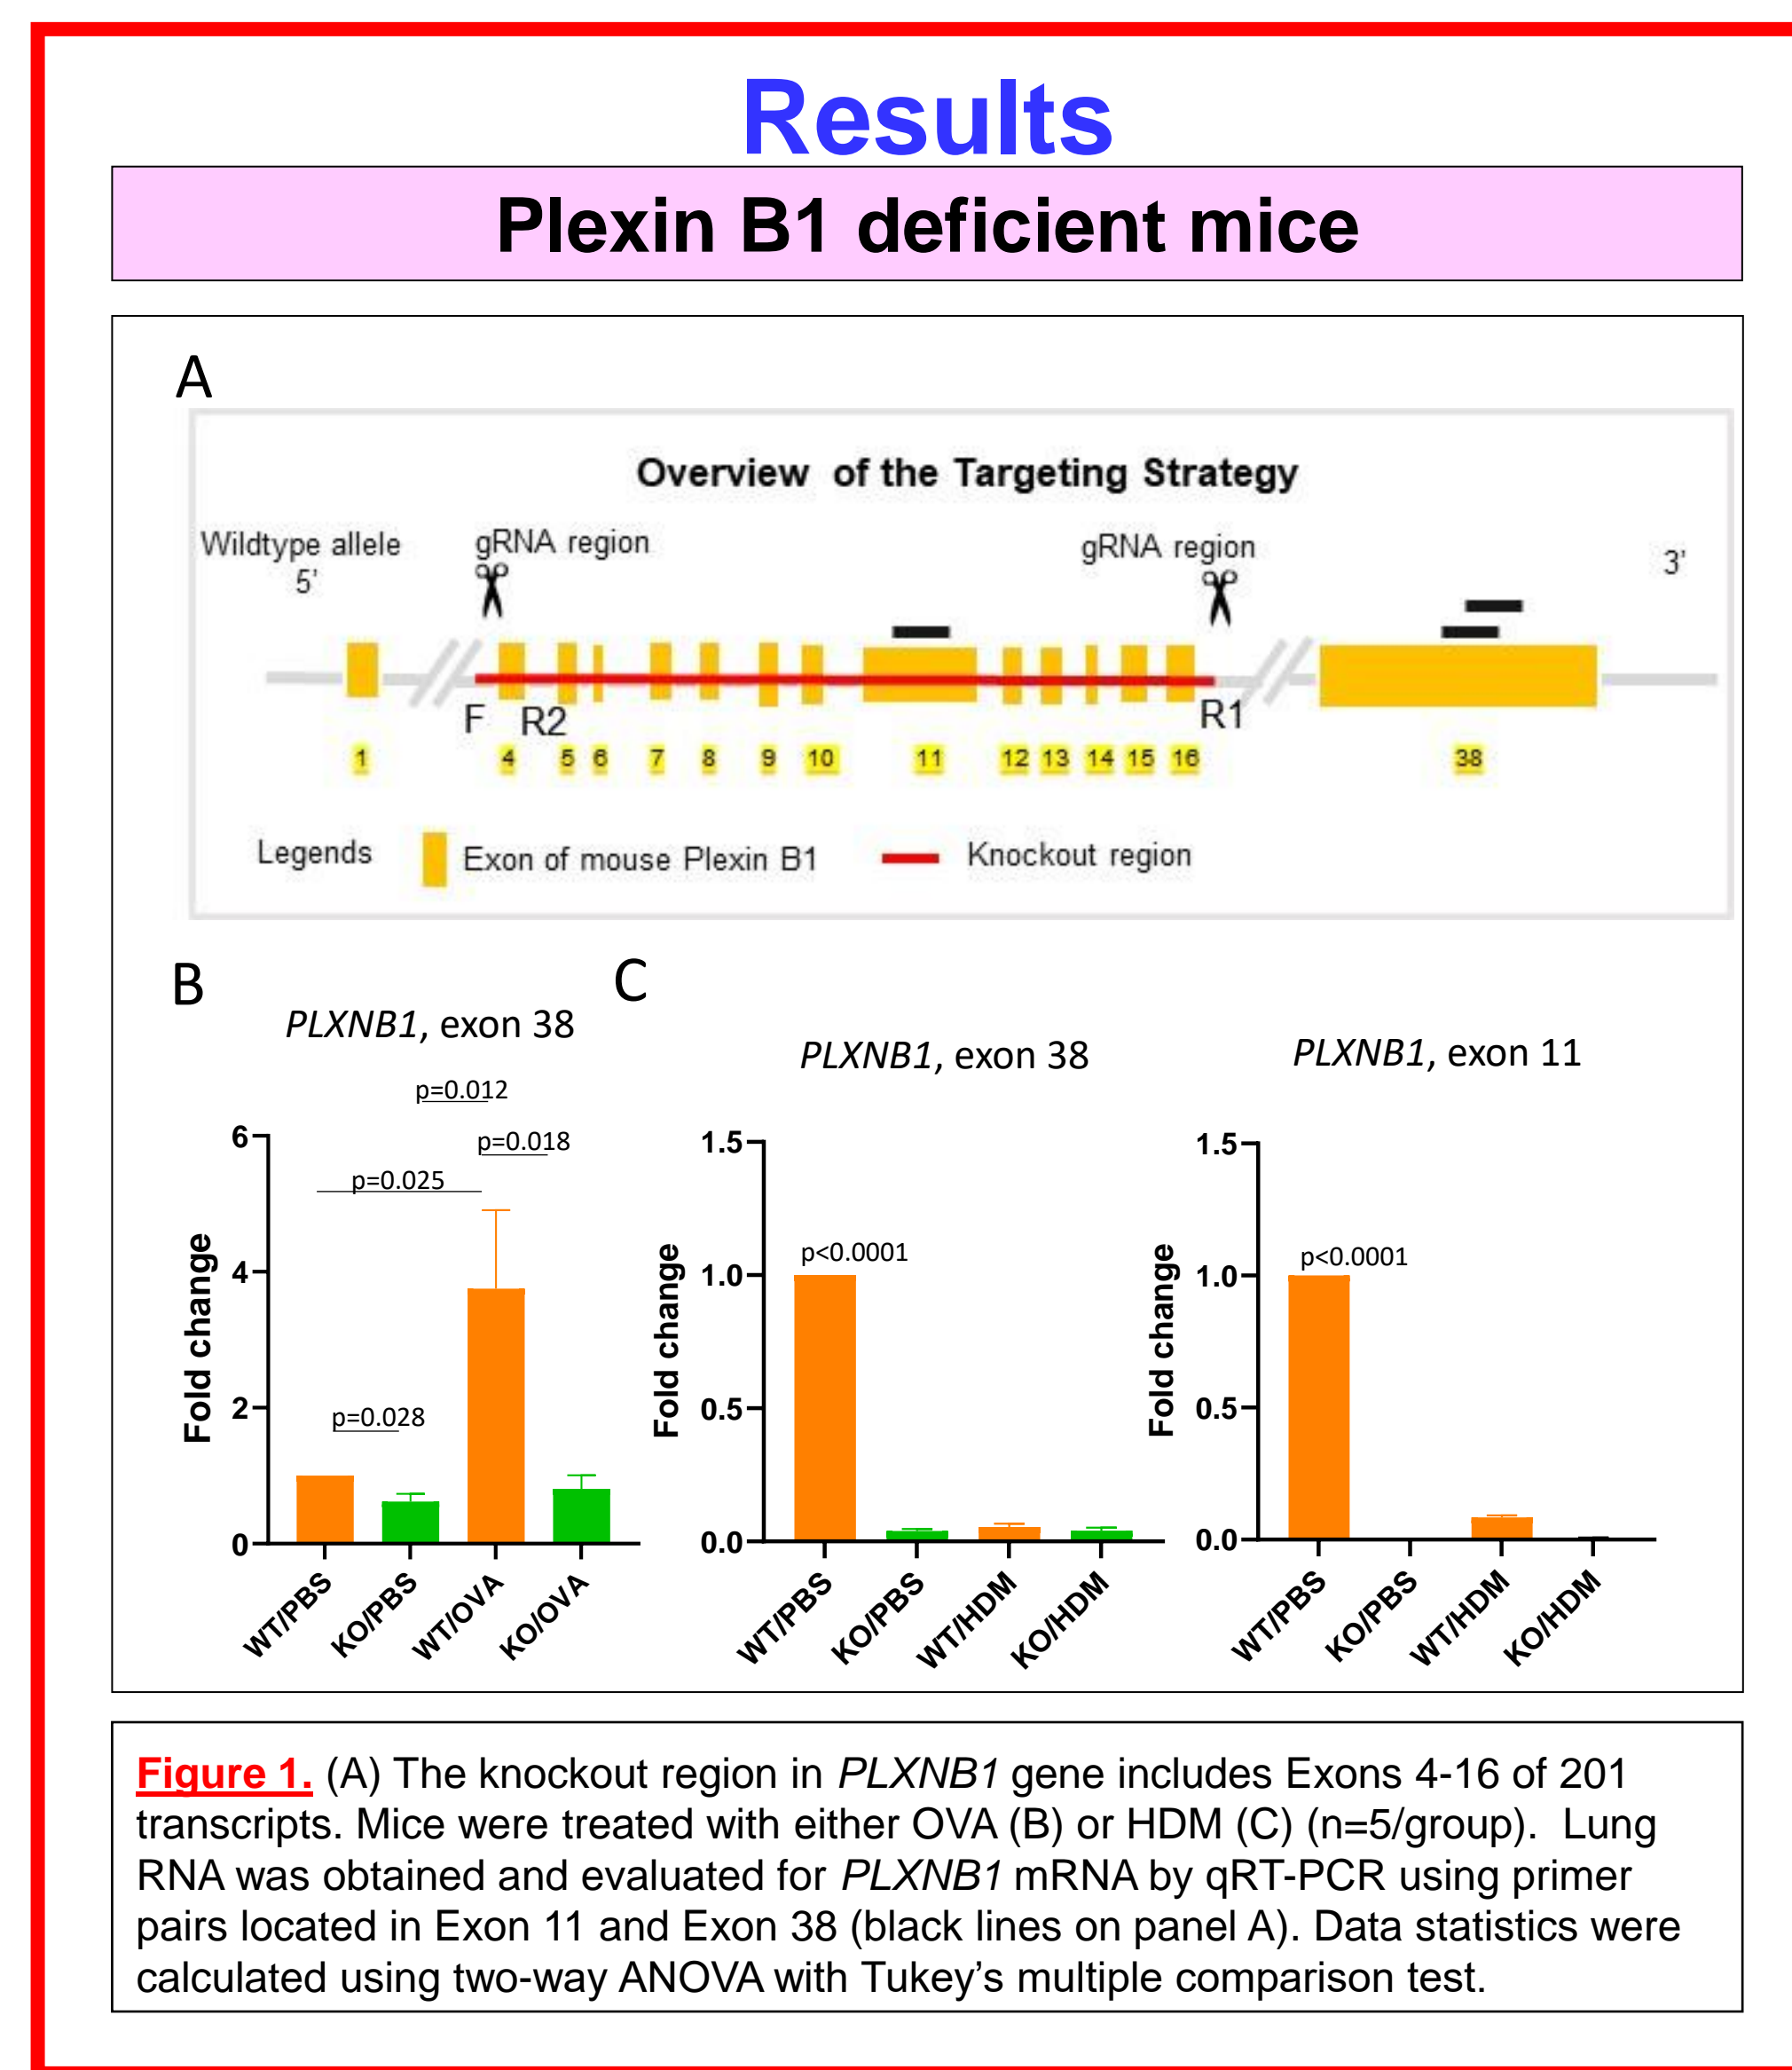 Results
Plexin B1 deficient mice
A
Overview of the Targeting Strategy
Wildtype allele
5'
gRNA region
gRNA region
3'
F
R2
R1
1 4 5 6 7 8 9 10 11 12 13 14 15 16 38
Legends
Exon of mouse Plexin B1
Knockout region
B
PLXNB1, exon 38
p=0.012
p=0.018
p=0.025
p=0.028
Fold change
6
4
2
0
WT/PBS
KO/PBS
WT/OVA
KO/OVA
C
PLXNB1, exon 38
p<0.0001
Fold change
1.5
1.0
0.5
0.0
WT/PBS
KO/PBS
WT/HDM
KO/HDM
PLXNB1, exon 11
p<0.0001
Fold change
1.5
1.0
0.5
0.0
WT/PBS
KO/PBS
WT/HDM
KO/HDM
Figure 1. (A) The knockout region in PLXNB1 gene includes Exons 4-16 of 201
transcripts. Mice were treated with either OVA (B) or HDM (C) (n=5/group). Lung
RNA was obtained and evaluated for PLXNB1 mRNA by qRT-PCR using primer
pairs located in Exon 11 and Exon 38 (black lines on panel A). Data statistics were
calculated using two-way ANOVA with Tukey's multiple comparison test.